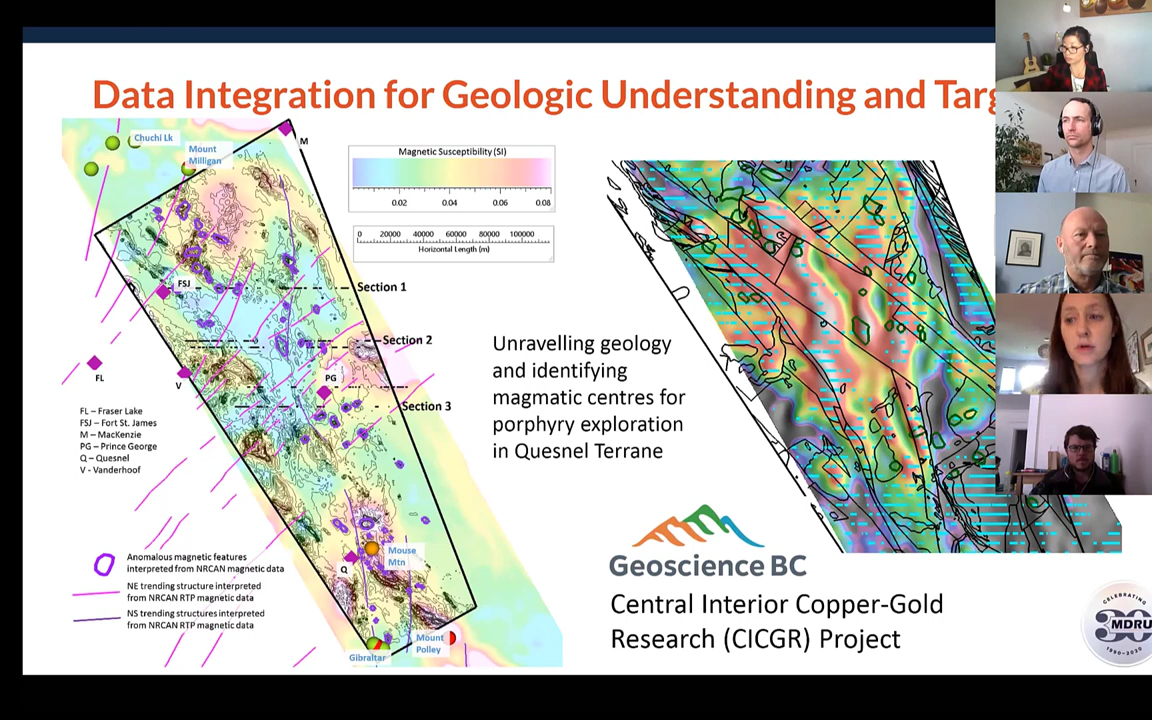 Data Integration for Geologic Understanding and Targ
Chuchi Lk
Mount
Milligan
M
Magnetic Susceptibility (SI)
0.02 0.04 0.06 0.08
0 20000 40000 60000 80000 100000
Horizontal Length (m)
FSJ
Section 1
Section 2
Section 3
FL
V
PG
FL – Fraser Lake
FSJ – Fort St. James
M – MacKenzie
PG – Prince George
Q – Quesnel
V - Vanderhoof
Unravelling geology
and identifying
magmatic centres for
porphyry exploration
in Quesnel Terrane
Anomalous magnetic features
interpreted from NRCAN magnetic data
NE trending structure interpreted
from NRCAN RTP magnetic data
NS trending structures interpreted
from NRCAN RTP magnetic data
Q
Mouse
Mtn
Mount
Polley
Gibraltar
Geoscience BC
Central Interior Copper-Gold
Research (CICGR) Project
CELEBRATING
30
MDRU
1990-2020